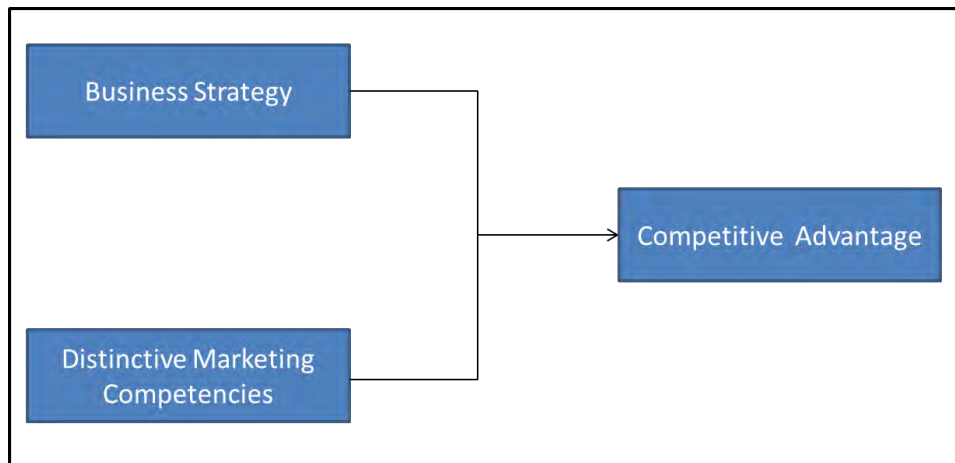 Business Strategy
Competitive Advantage
Distinctive Marketing
Competencies